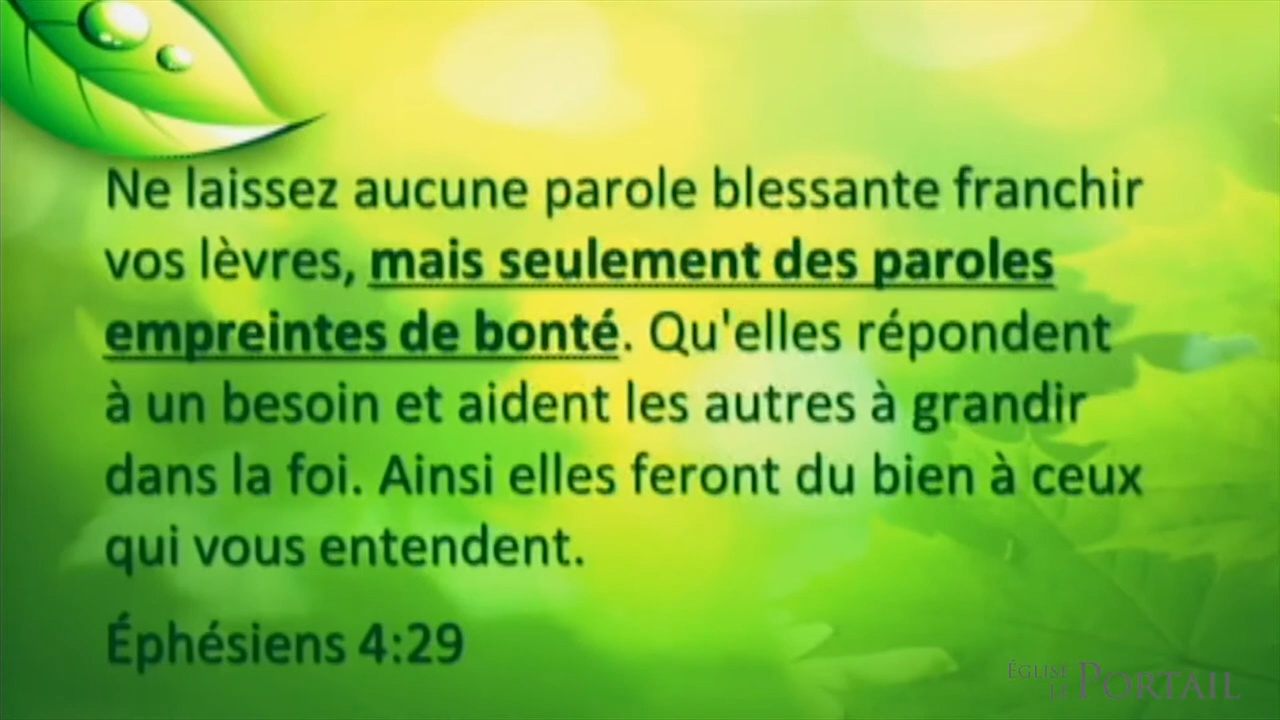 Ne laissez aucune parole blessante franchir
vos lèvres, mais seulement des paroles
empreintes de bonté. Qu'elles répondent
à un besoin et aident les autres à grandir
dans la foi. Ainsi elles feront du bien à ceux
qui vous entendent.
Éphésiens 4:29
ÉGLISE
LE PORTAIL